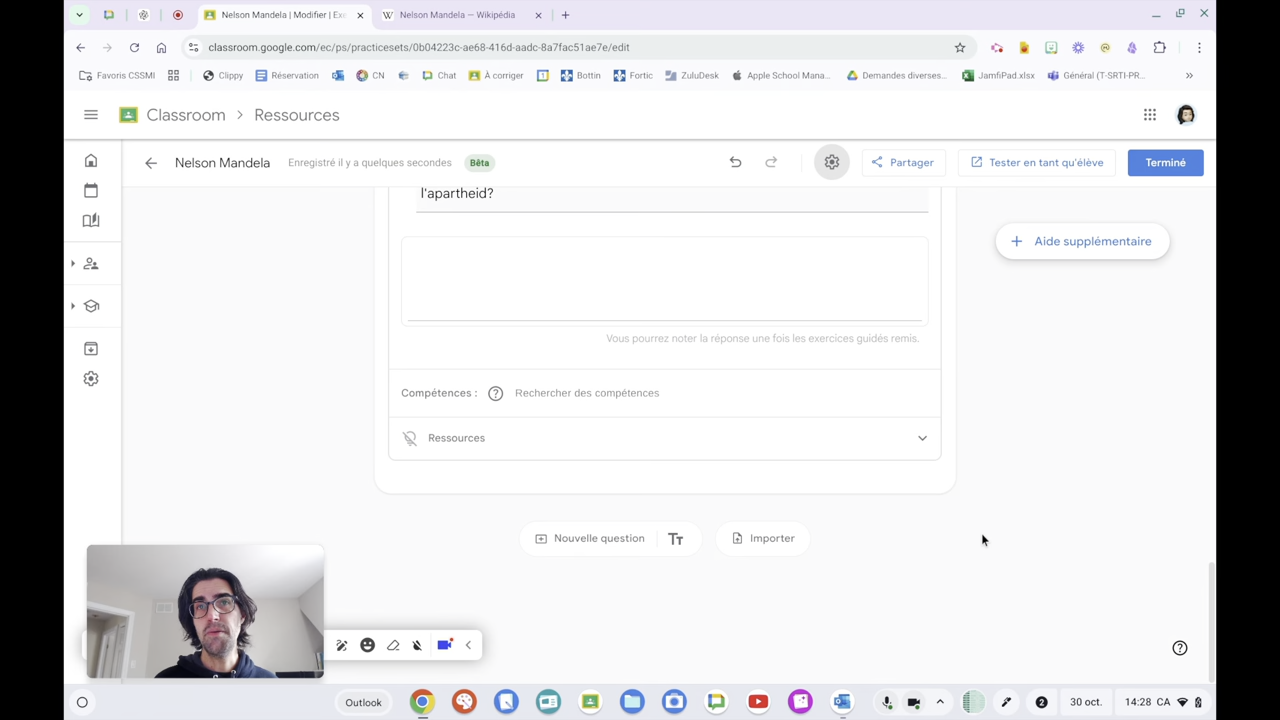 Nelson Mandela | Modifier | Exe
Nelson Mandela — Wikipédia
classroom.google.com/ec/ps/practicesets/0b04223c-ae68-416d-aadc-8a7fac51ae7e/edit
Favoris CSSMI
Clippy
Réservation
CN
Chat
À corriger
Bottin
Fortic
ZuluDesk
Apple School Mana...
Demandes diverses...
JamfiPad.xlsx
Général (T-SRTI-PR...
Classroom > Ressources
Nelson Mandela
Enregistré il y a quelques secondes
Bêta
Partager
Tester en tant qu'élève
Terminé
l'apartheid?
Aide supplémentaire
Vous pourrez noter la réponse une fois les exercices guidés remis.
Compétences :
Rechercher des compétences
Ressources
Nouvelle question
Importer
Outlook
2
30 oct.
14:28 CA